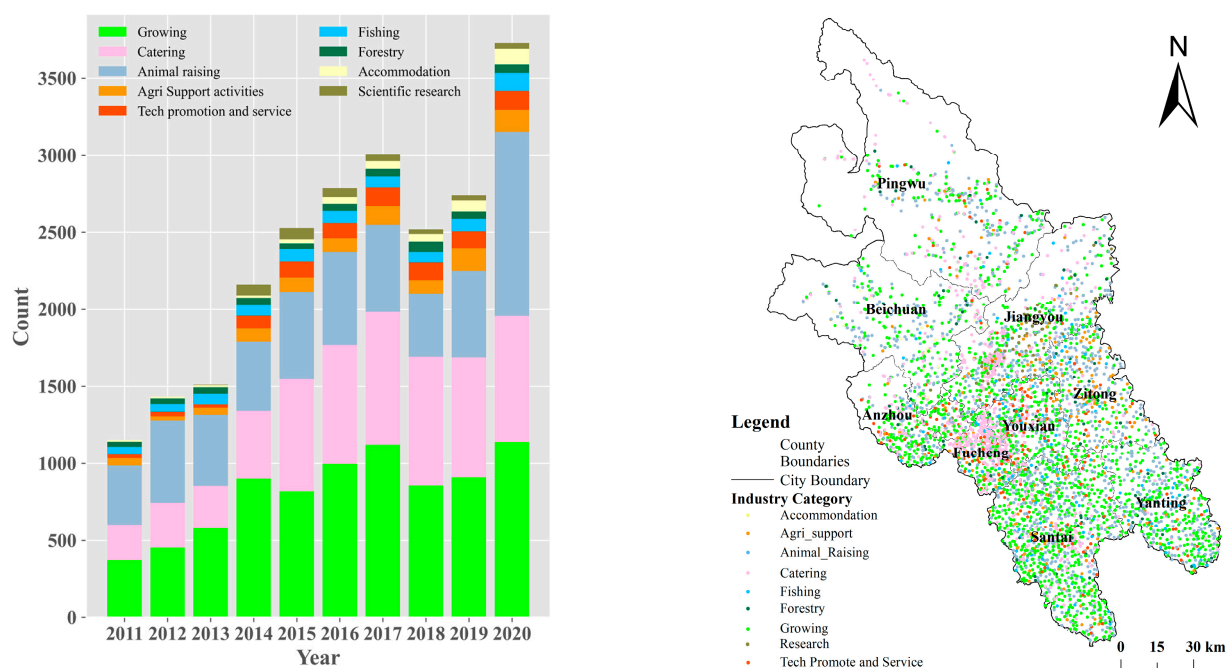 Growing
Catering
Animal raising
Agri Support activities
Tech promotion and service
Fishing
Forestry
Accommodation
Scientific research
3500
3000
2500
2000
1500
1000
500
0
Count
2011 2012 2013 2014 2015 2016 2017 2018 2019 2020
Year
N
Pingwu
Beichuan
Jiangyou
Zitong
Anzhou
Youxian
Fucheng
Yanting
Santai
Legend
County
Boundaries
City Boundary
Industry Category
Accommondation
Agri_support
Animal_Raising
Catering
Fishing
Forestry
Growing
Research
Tech Promote and Service
0 15 30 km